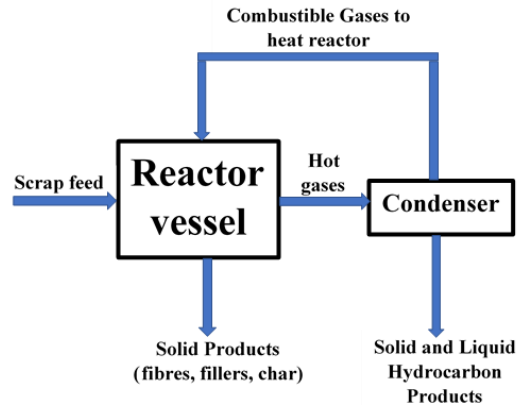 Combustible Gases to
heat reactor
Scrap feed
Reactor
vessel
Hot
gases
Condenser
Solid Products
(fibres, fillers, char)
Solid and Liquid
Hydrocarbon
Products